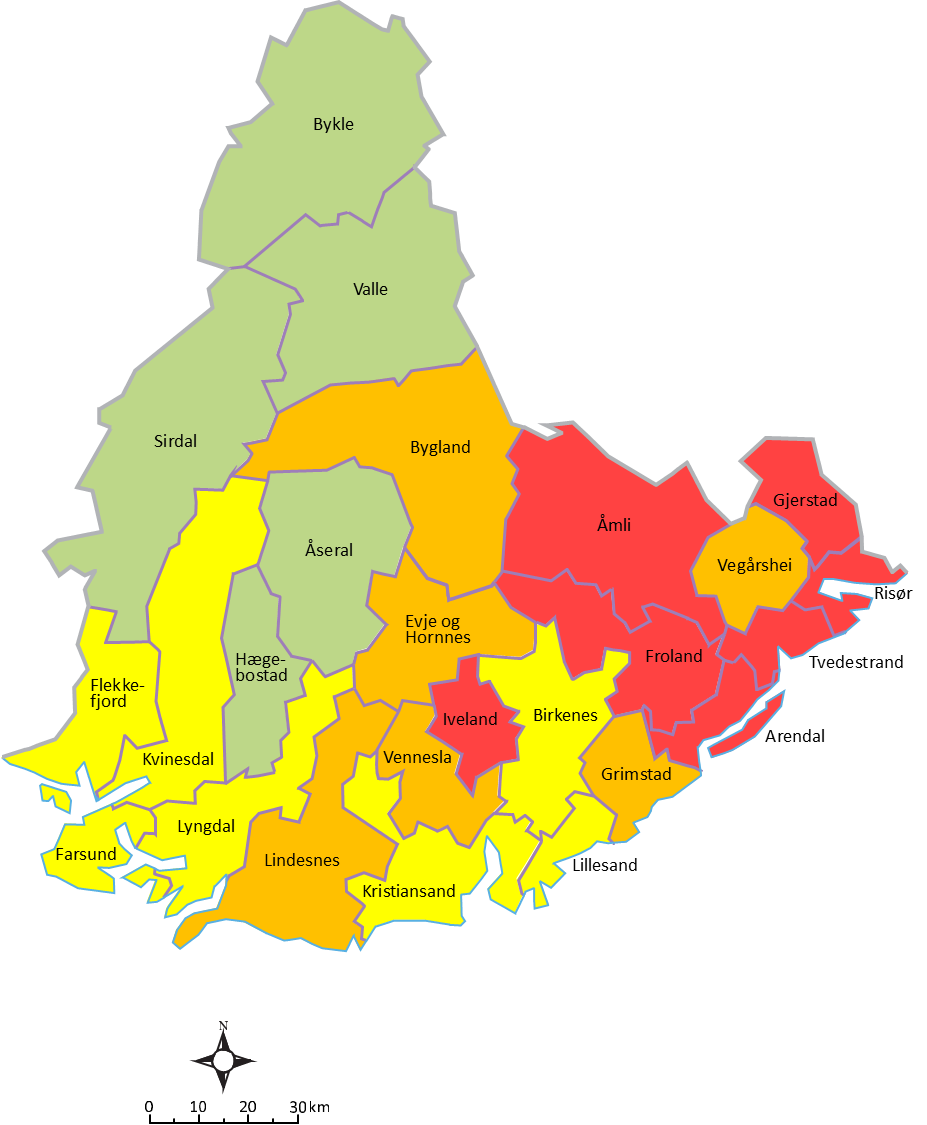 Bykle
Valle
Sirdal
Bygland
Gjerstad
Åmli
Åseral
Vegårshei
Risør
Evje og
Hornnes
Froland
Tvedestrand
Hæge-
bostad
Flekke-
fjord
Iveland
Birkenes
Arendal
Kvinesdal
Vennesla
Grimstad
Lyngdal
Farsund
Lindesnes
Lillesand
Kristiansand
N
0 10 20 30 km